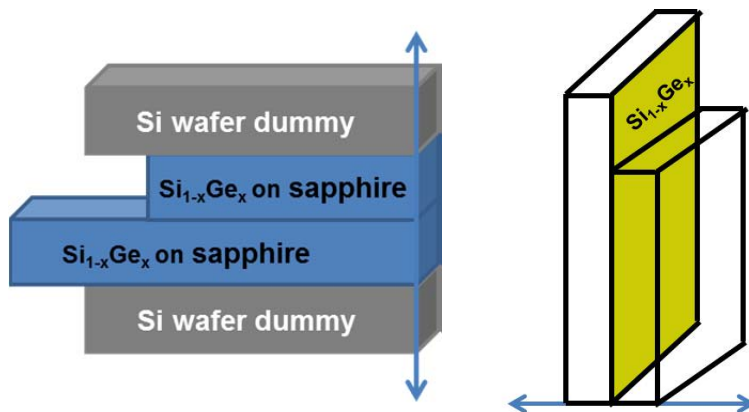 Si wafer dummy
Si₁₋ₓGeₓ on sapphire
Si₁₋ₓGeₓ on sapphire
Si wafer dummy
Si₁₋ₓGeₓ